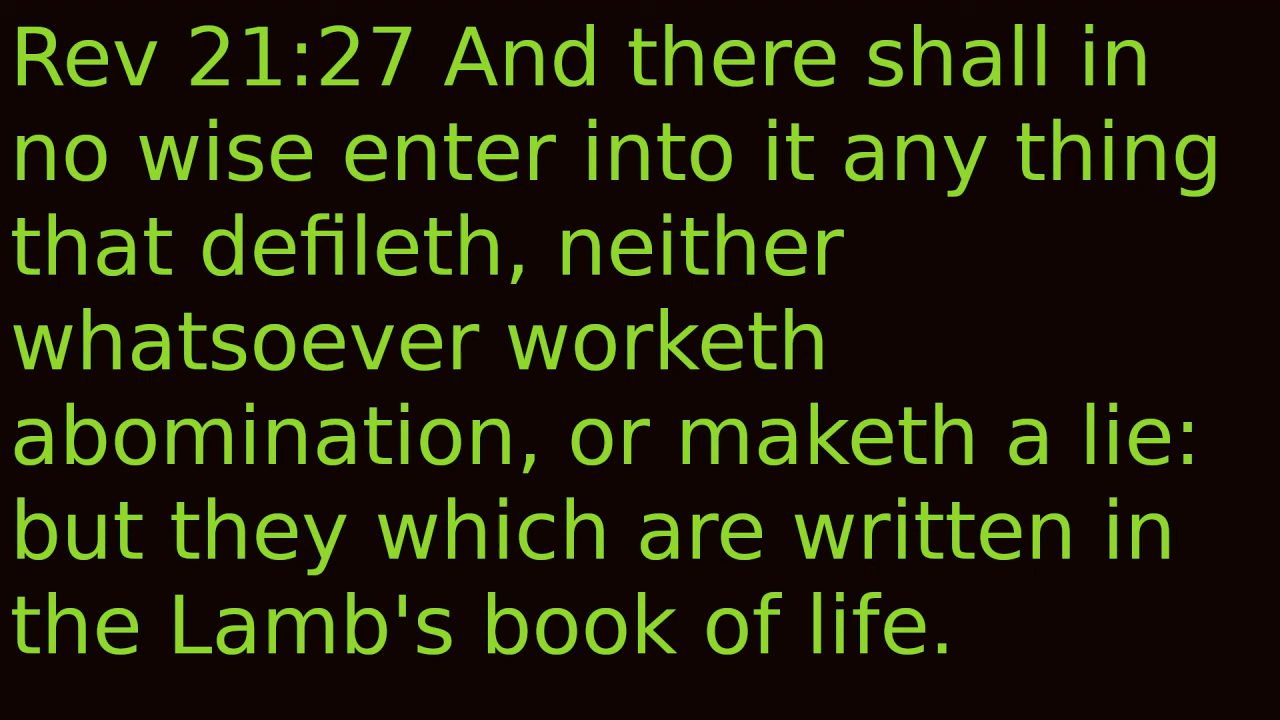 Rev 21:27 And there shall in
no wise enter into it any thing
that defileth, neither
whatsoever worketh
abomination, or maketh a lie:
but they which are written in
the Lamb's book of life.